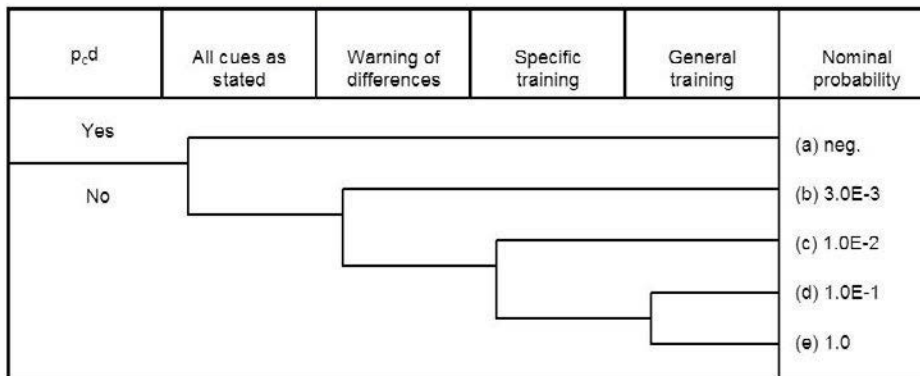 p꜀d
All cues as
stated
Warning of
differences
Specific
training
General
training
Nominal
probability
Yes
No
(a) neg.
(b) 3.0E-3
(c) 1.0E-2
(d) 1.0E-1
(e) 1.0